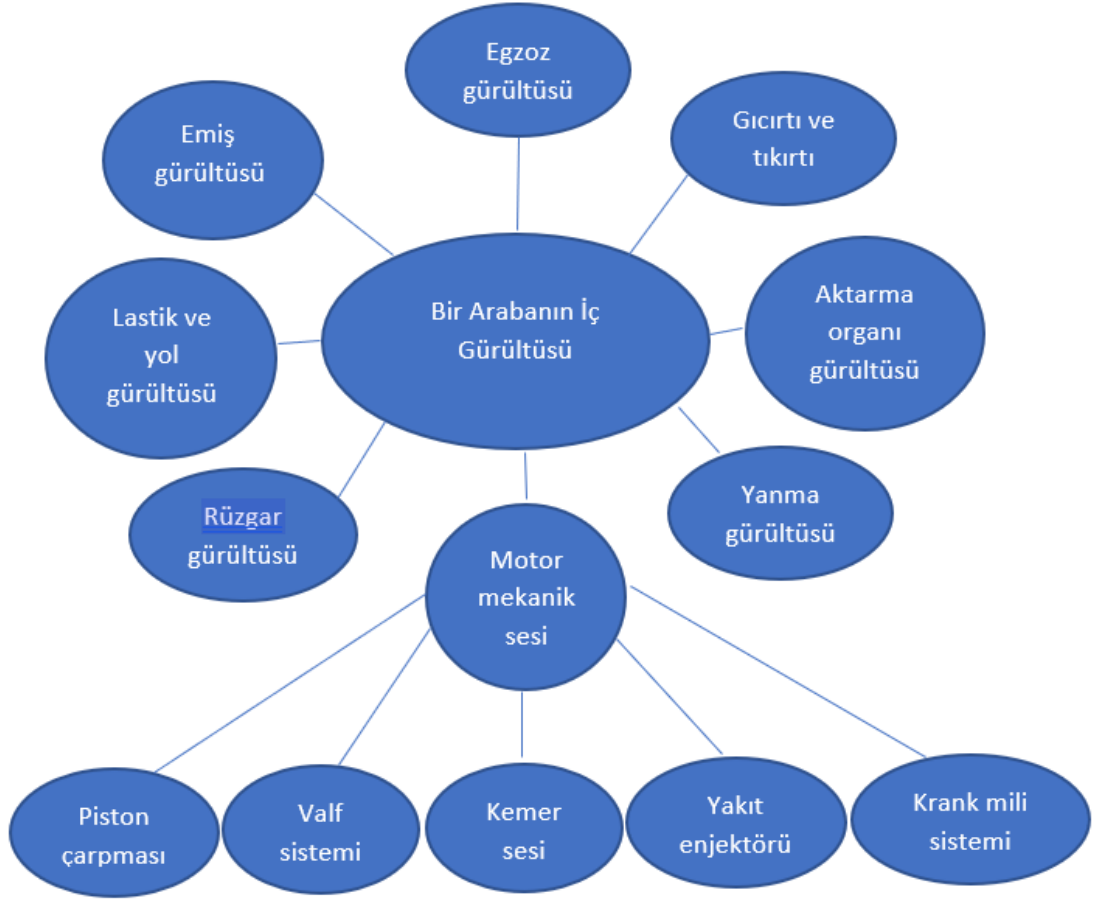 Egzoz
gürültüsü
Gıcırtı ve
tıkırtı
Emiş
gürültüsü
Bir Arabanın İç
Gürültüsü
Aktarma
organı
gürültüsü
Lastik ve
yol
gürültüsü
Yanma
gürültüsü
Rüzgar
gürültüsü
Motor
mekanik
sesi
Piston
çarpması
Valf
sistemi
Kemer
sesi
Yakıt
enjektörü
Krank mili
sistemi